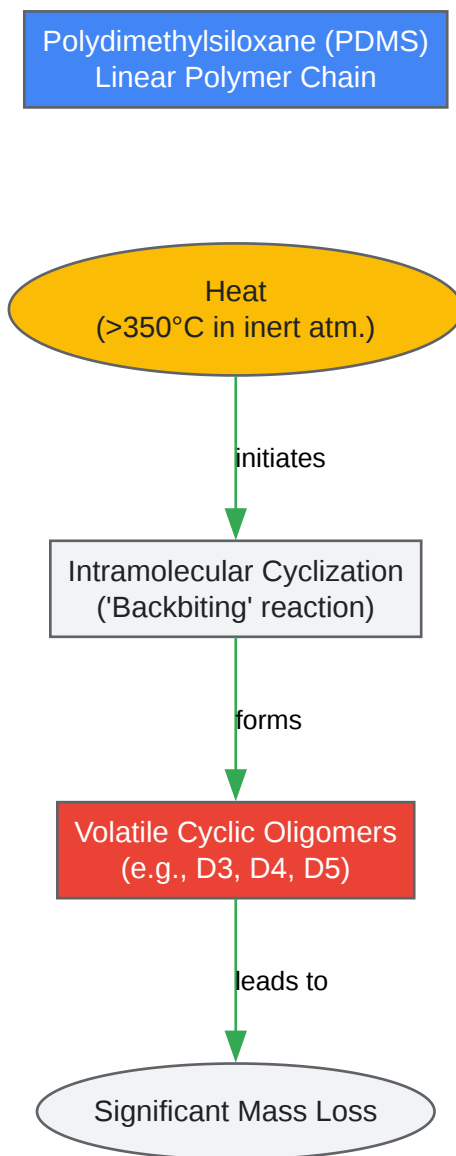 Polydimethylsiloxane (PDMS)
Linear Polymer Chain
Heat
(>350°C in inert atm.)
initiates
Intramolecular Cyclization
('Backbiting' reaction)
forms
Volatile Cyclic Oligomers
(e.g., D3, D4, D5)
leads to
Significant Mass Loss